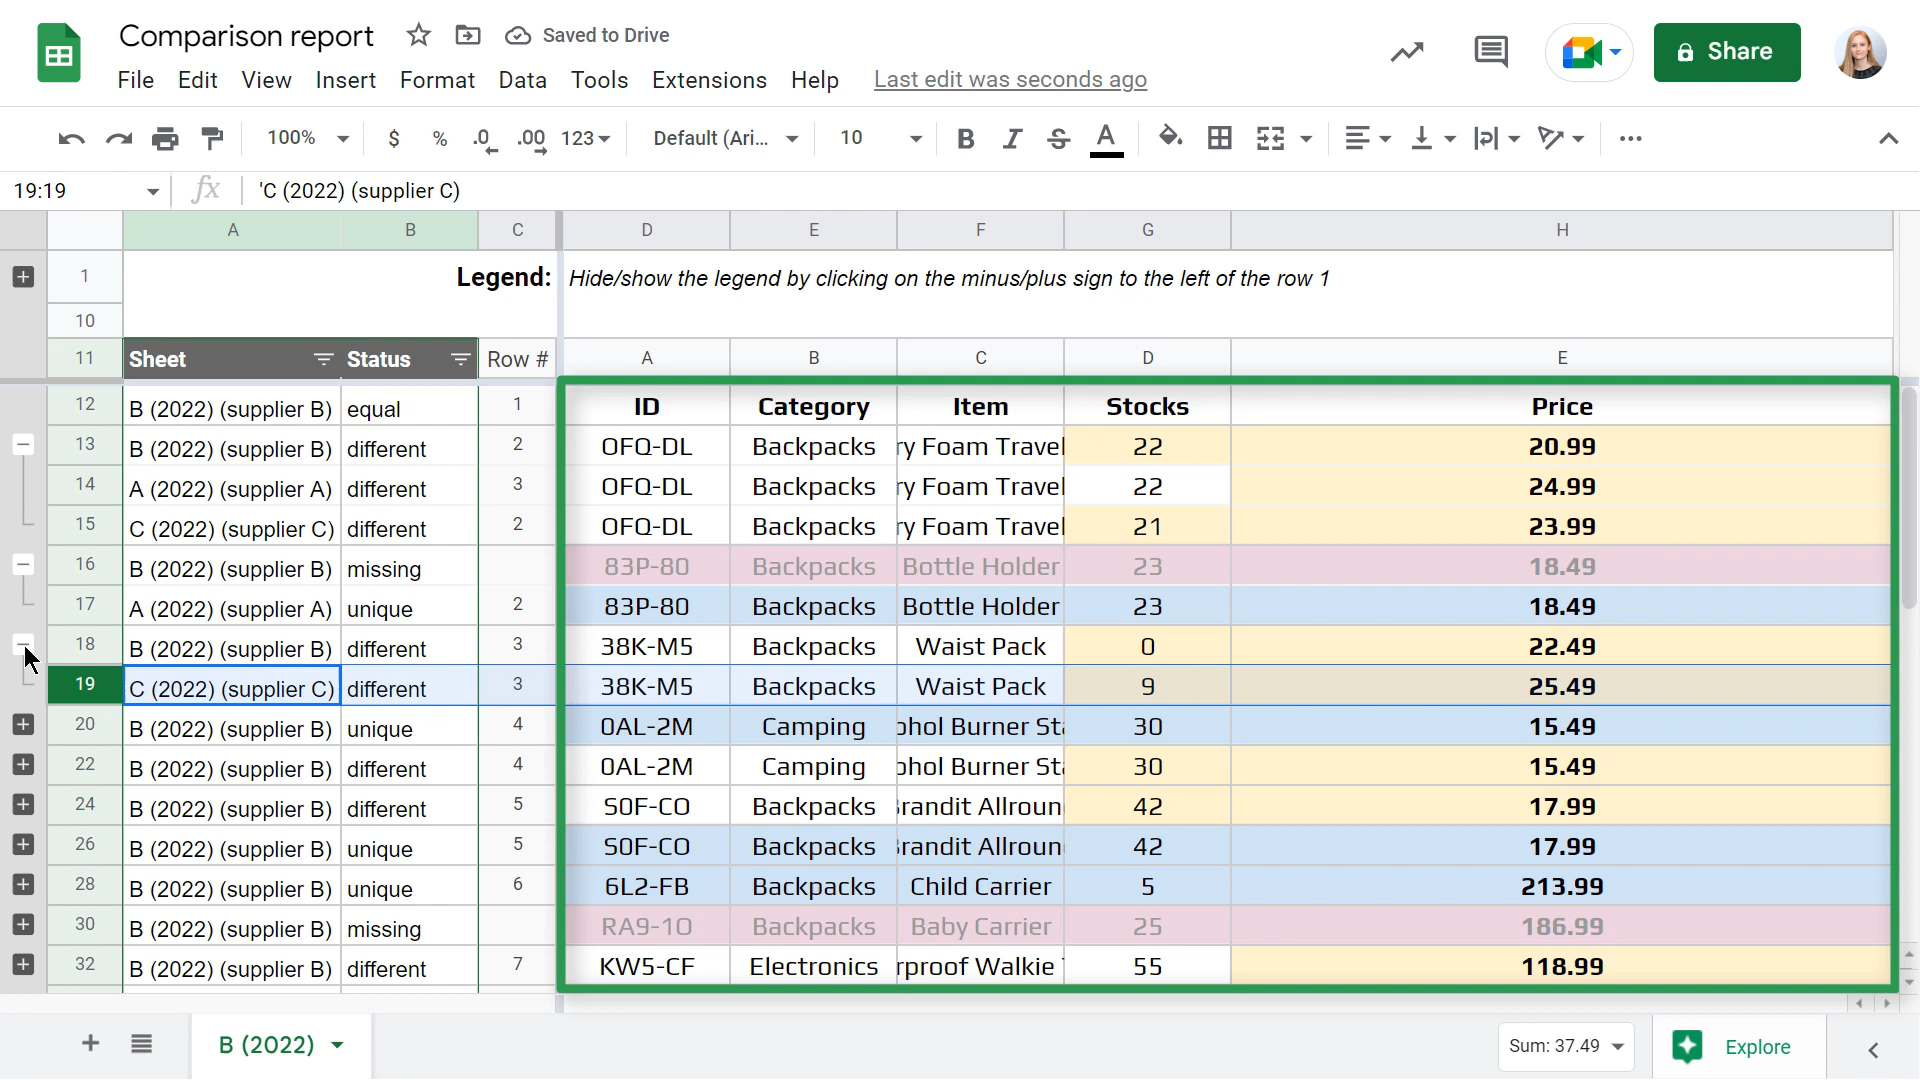 Comparison report Saved to Drive
File Edit View Insert Format Data Tools Extensions Help Last edit was seconds ago
Share
100% $ % .0 .00 123 Default (Ari... 10 B I S A
19:19 fx 'C (2022) (supplier C)
A B C D E F G H
1 Legend: Hide/show the legend by clicking on the minus/plus sign to the left of the row 1
10
11 Sheet Status Row # A B C D E
12 B (2022) (supplier B) equal 1 ID Category Item Stocks Price
13 B (2022) (supplier B) different 2 OFQ-DL Backpacks ry Foam Travel 22 20.99
14 A (2022) (supplier A) different 3 OFQ-DL Backpacks ry Foam Travel 22 24.99
15 C (2022) (supplier C) different 2 OFQ-DL Backpacks ry Foam Travel 21 23.99
16 B (2022) (supplier B) missing 83P-80 Backpacks Bottle Holder 23 18.49
17 A (2022) (supplier A) unique 2 83P-80 Backpacks Bottle Holder 23 18.49
18 B (2022) (supplier B) different 3 38K-M5 Backpacks Waist Pack 0 22.49
19 C (2022) (supplier C) different 3 38K-M5 Backpacks Waist Pack 9 25.49
20 B (2022) (supplier B) unique 4 0AL-2M Camping ohol Burner Sta 30 15.49
22 B (2022) (supplier B) different 4 0AL-2M Camping ohol Burner Sta 30 15.49
24 B (2022) (supplier B) different 5 S0F-CO Backpacks Brandit Allroun 42 17.99
26 B (2022) (supplier B) unique 5 S0F-CO Backpacks Brandit Allroun 42 17.99
28 B (2022) (supplier B) unique 6 6L2-FB Backpacks Child Carrier 5 213.99
30 B (2022) (supplier B) missing RA9-1O Backpacks Baby Carrier 25 186.99
32 B (2022) (supplier B) different 7 KW5-CF Electronics rproof Walkie 55 118.99
B (2022) Sum: 37.49 Explore